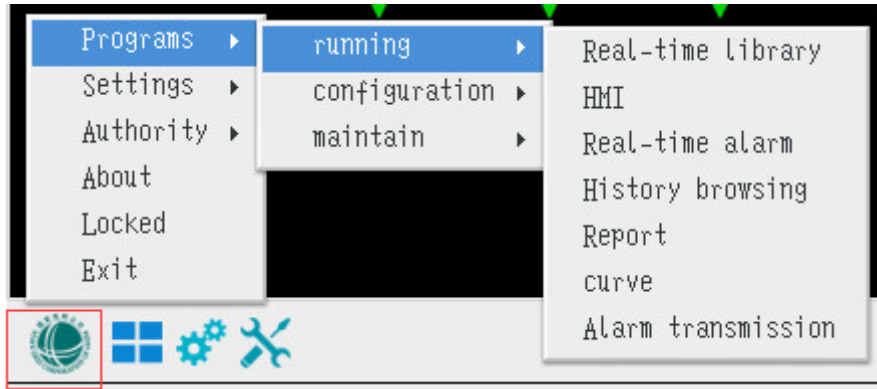 Programs
Settings
Authority
About
Locked
Exit
running
configuration
maintain
Real-time library
HMI
Real-time alarm
History browsing
Report
curve
Alarm transmission